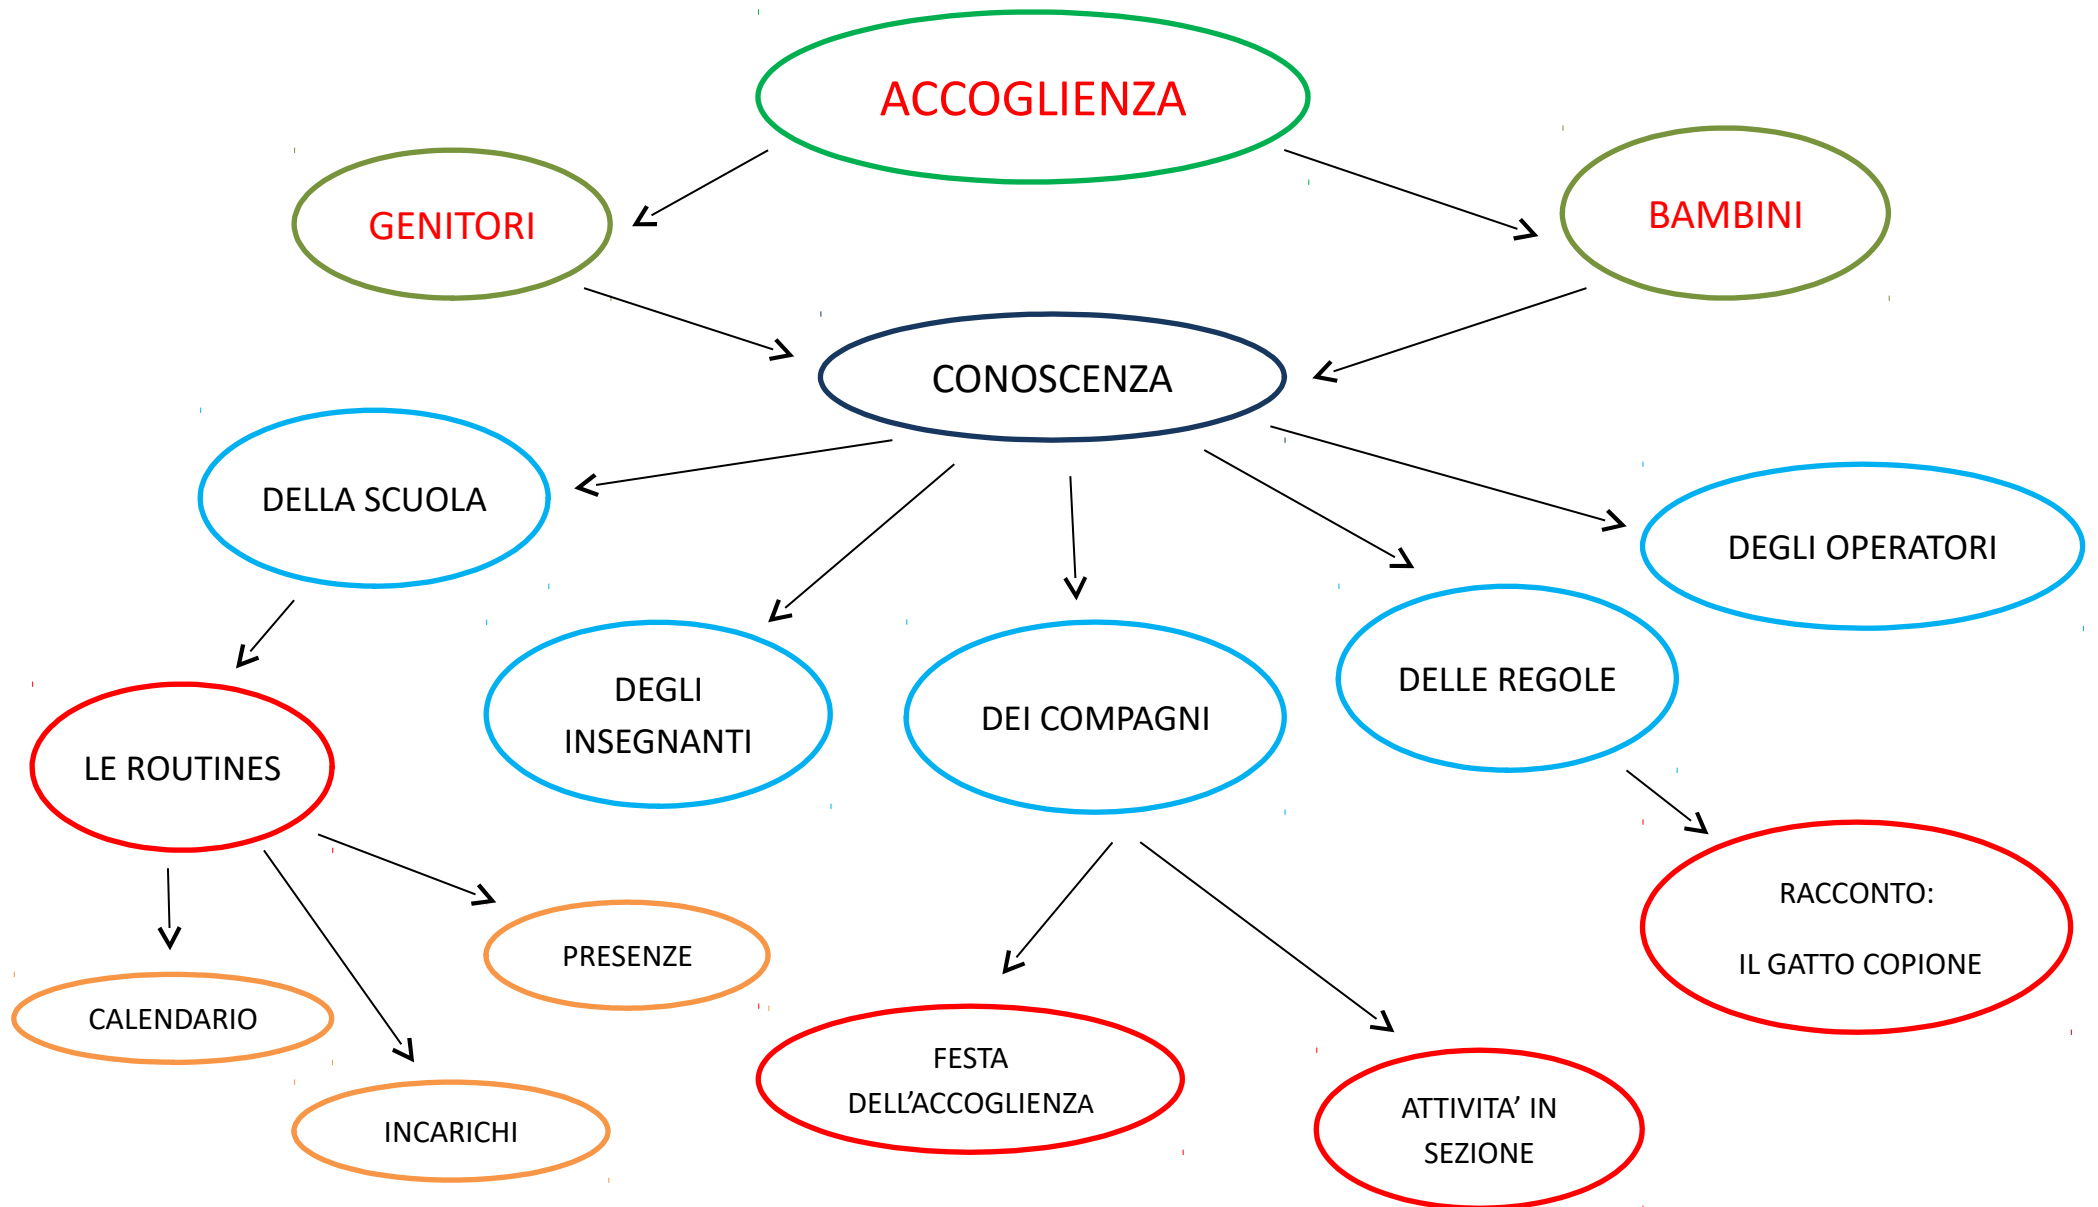 ACCOGLIENZA
GENITORI
BAMBINI
CONOSCENZA
DELLA SCUOLA
DEGLI OPERATORI
DEGLI
INSEGNANTI
DEI COMPAGNI
DELLE REGOLE
LE ROUTINES
RACCONTO:
IL GATTO COPIONE
PRESENZE
CALENDARIO
INCARICHI
FESTA
DELL’ACCOGLIENZA
ATTIVITA’ IN
SEZIONE